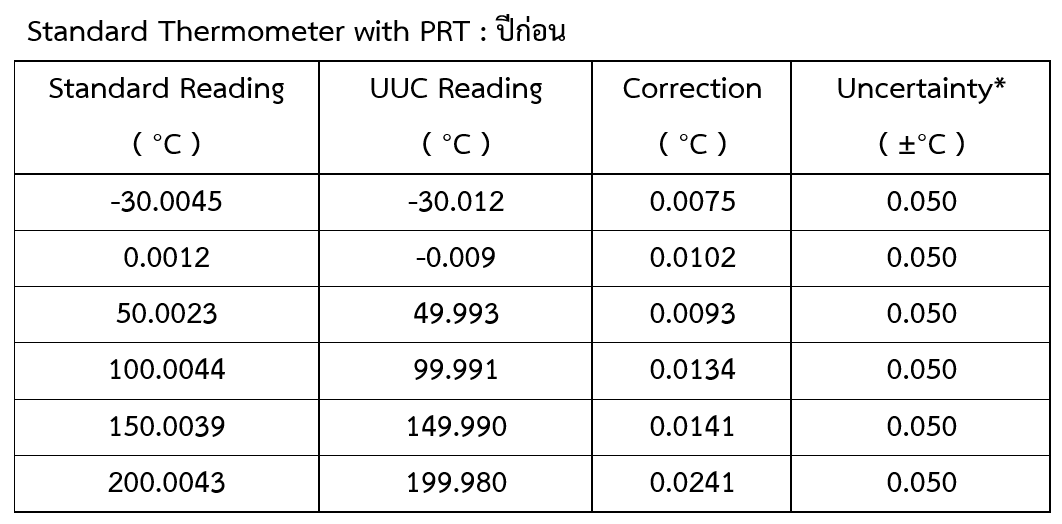 Standard Thermometer with PRT : ปีก่อน
Standard Reading UUC Reading Correction Uncertainty*
( °C ) ( °C ) ( °C ) ( ±°C )
-30.0045 -30.012 0.0075 0.050
0.0012 -0.009 0.0102 0.050
50.0023 49.993 0.0093 0.050
100.0044 99.991 0.0134 0.050
150.0039 149.990 0.0141 0.050
200.0043 199.980 0.0241 0.050